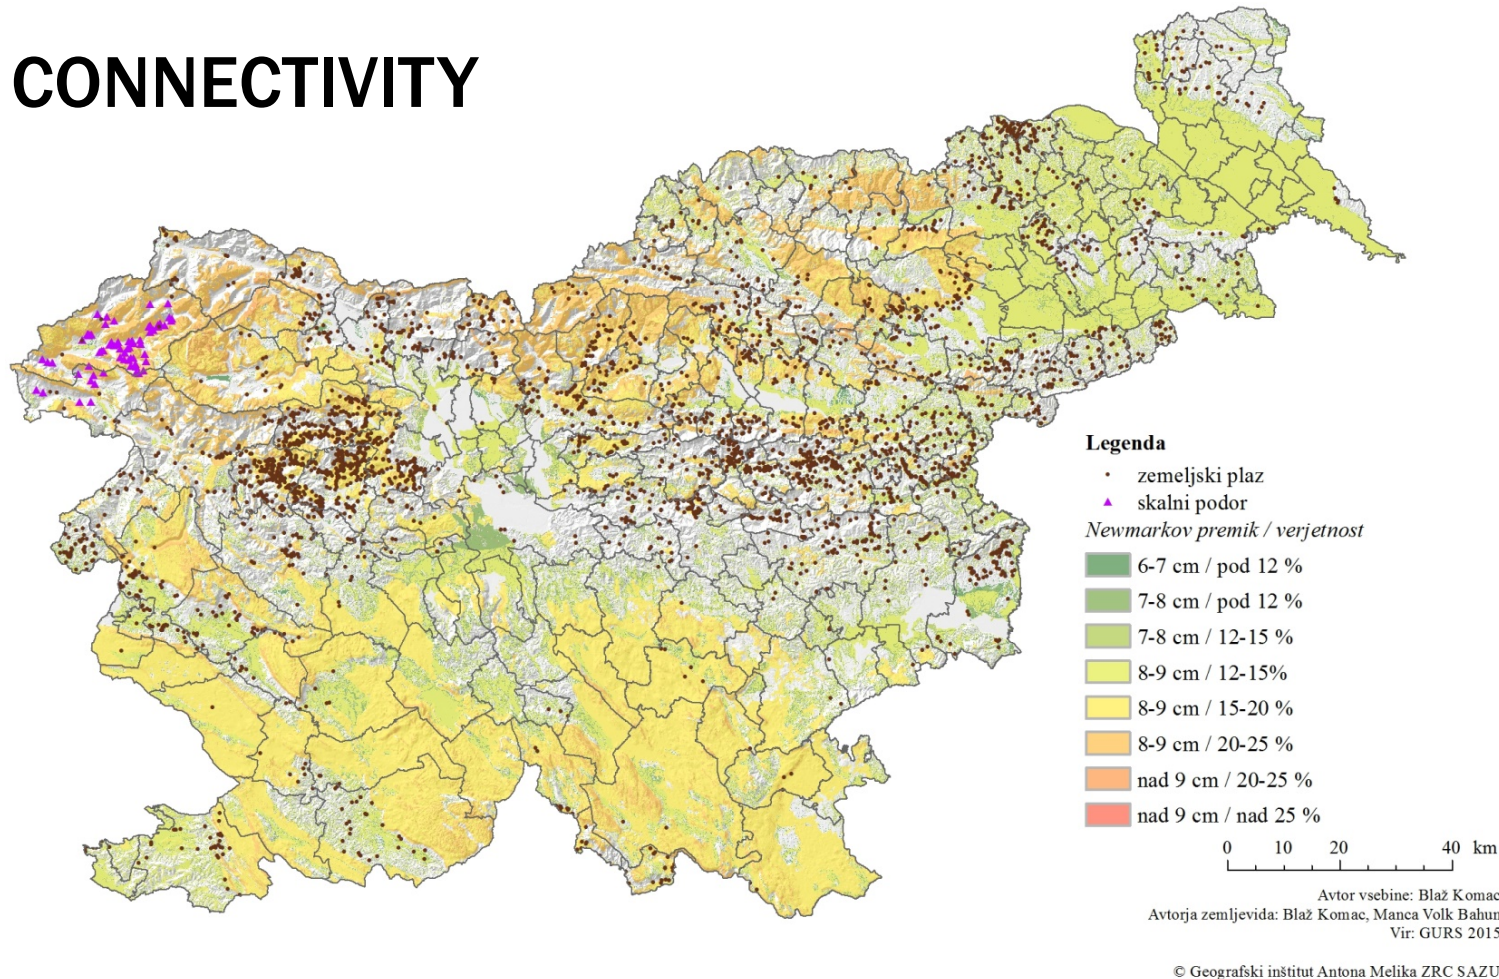 CONNECTIVITY
Legenda
zemeljski plaz
skalni podor
Newmarkov premik / verjetnost
6-7 cm / pod 12 %
7-8 cm / pod 12 %
7-8 cm / 12-15 %
8-9 cm / 12-15%
8-9 cm / 15-20 %
8-9 cm / 20-25 %
nad 9 cm / 20-25 %
nad 9 cm / nad 25 %
0 10 20 40 km
Avtor vsebine: Blaž Komac
Avtorja zemljevida: Blaž Komac, Manca Volk Bahun
Vir: GURS 2015
© Geografski inštitut Antona Melika ZRC SAZU